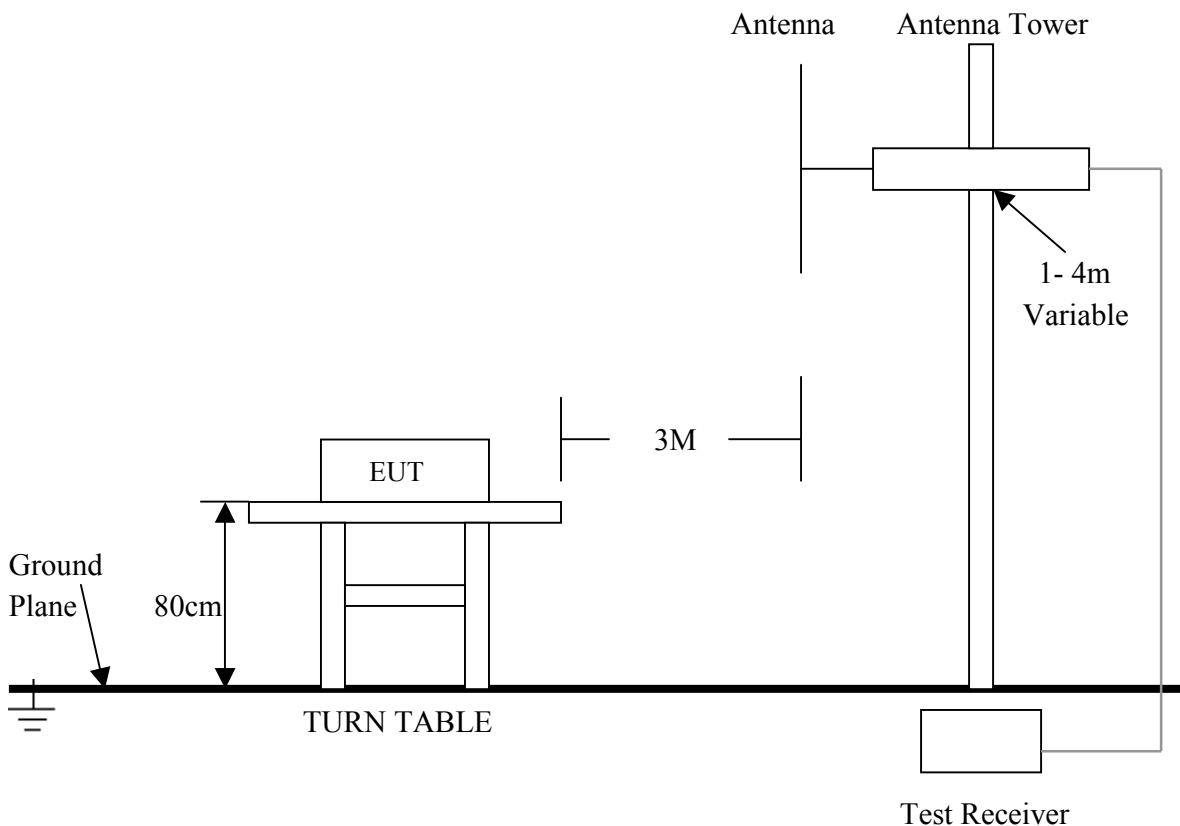 Antenna
Antenna Tower
1- 4m
Variable
3M
EUT
Ground
Plane
80cm
TURN TABLE
Test Receiver